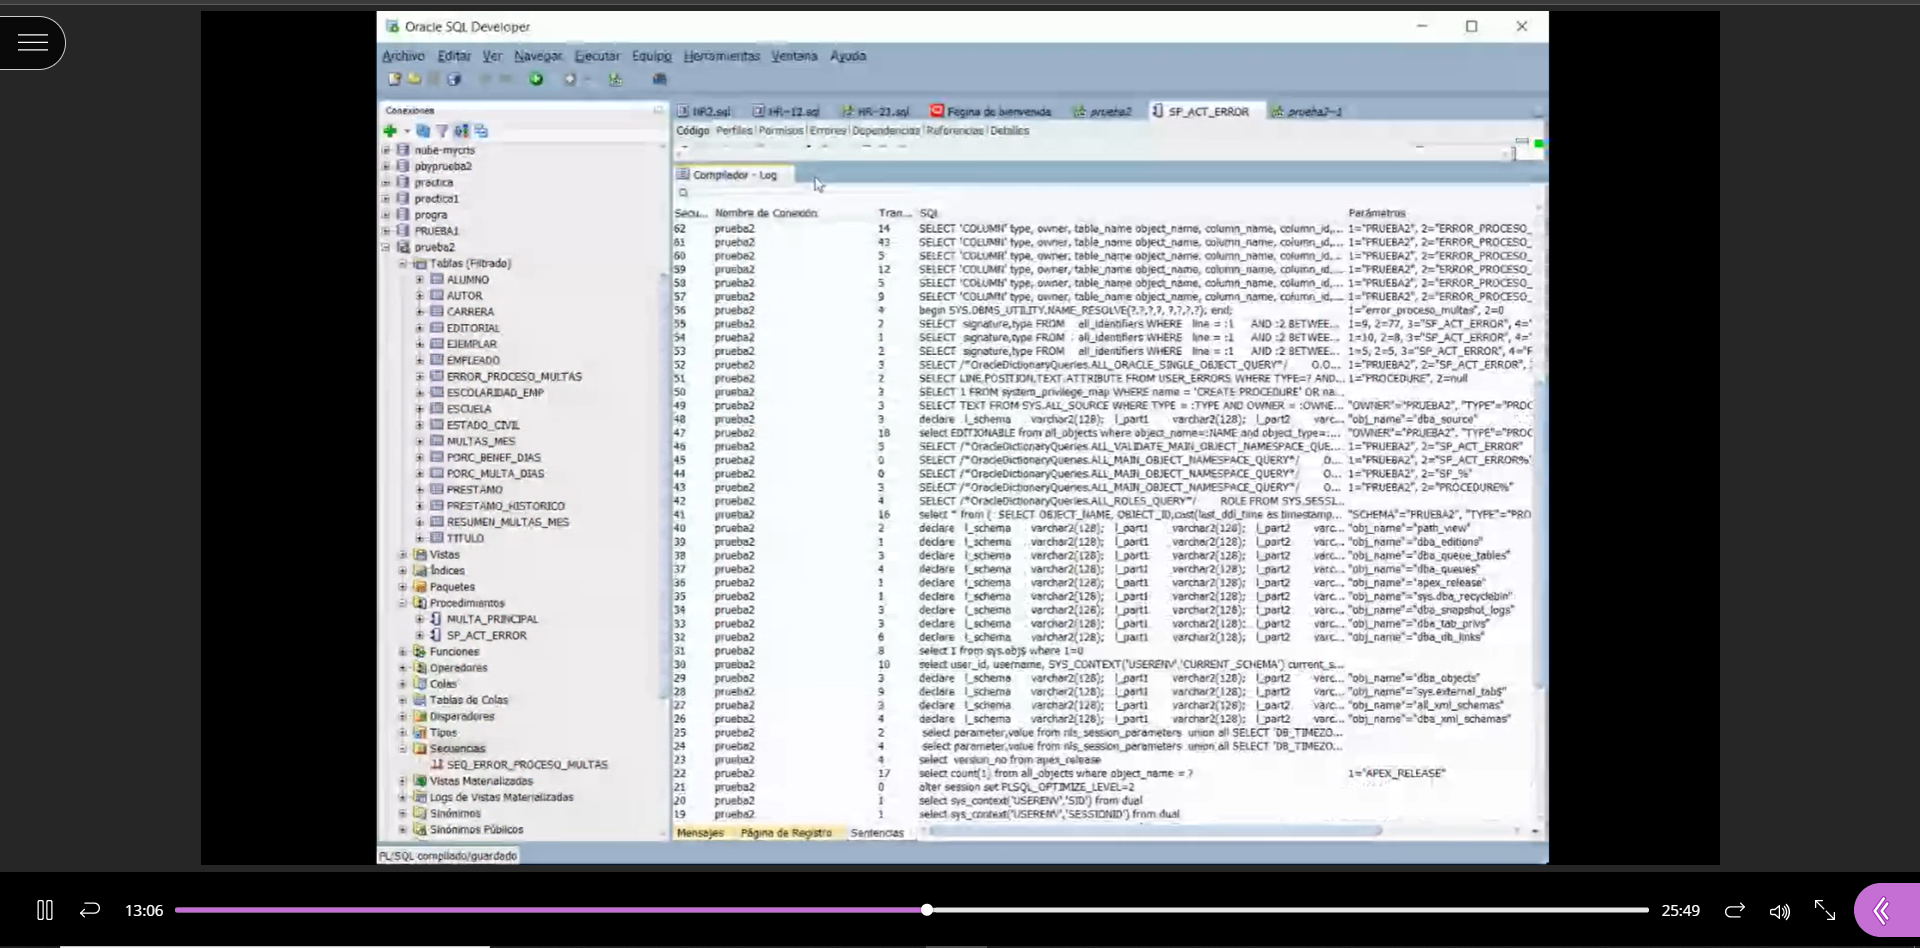 Oracle SQL Developer
Archivo Editar Ver Navegar Ejecutar Equipo Herramientas Ventana Ayuda
Conexiones
nube-mycris
pbyprueba2
practica
practica1
progra
PRUEBA1
prueba2
Tablas (Filtrado)
ALUMNO
AUTOR
CARRERA
EDITORIAL
EJEMPLAR
EMPLEADO
ERROR_PROCESO_MULTAS
ESCOLARIDAD_EMP
ESCUELA
ESTADO_CIVIL
MULTAS_MES
PORC_BENEF_DIAS
PORC_MULTA_DIAS
PRESTAMO
PRESTAMO_HISTORICO
RESUMEN_MULTAS_MES
TITULO
Vistas
Índices
Paquetes
Procedimientos
MULTA_PRINCIPAL
SP_ACT_ERROR
Funciones
Operadores
Colas
Tablas de Colas
Disparadores
Tipos
Secuencias
SEQ_ERROR_PROCESO_MULTAS
Vistas Materializadas
Logs de Vistas Materializadas
Sinónimos
Sinónimos Públicos
HR2.sql HR-12.sql HR-21.sql Página de bienvenida prueba2 SP_ACT_ERROR prueba2~1
Código Perfiles Permisos Errores Dependencias Referencias Detalles
Compilador - Log
Secu... Nombre de Conexión Tran... SQL Parámetros
62 prueba2 14 SELECT 'COLUMN' type, owner, table_name object_name, column_name, column_id,... 1="PRUEBA2", 2="ERROR_PROCESO_
61 prueba2 43 SELECT 'COLUMN' type, owner, table_name object_name, column_name, column_id,... 1="PRUEBA2", 2="ERROR_PROCESO_
60 prueba2 5 SELECT 'COLUMN' type, owner, table_name object_name, column_name, column_id,... 1="PRUEBA2", 2="ERROR_PROCESO_
59 prueba2 12 SELECT 'COLUMN' type, owner, table_name object_name, column_name, column_id,... 1="PRUEBA2", 2="ERROR_PROCESO_
58 prueba2 5 SELECT 'COLUMN' type, owner, table_name object_name, column_name, column_id,... 1="PRUEBA2", 2="ERROR_PROCESO_
57 prueba2 9 SELECT 'COLUMN' type, owner, table_name object_name, column_name, column_id,... 1="PRUEBA2", 2="ERROR_PROCESO_
56 prueba2 4 begin SYS.DBMS_UTILITY.NAME_RESOLVE(?,?,?,?, ?,?,?,?); end; 1="error_proceso_multas", 2=0
55 prueba2 2 SELECT signature,type FROM all_identifiers WHERE line = :1 AND :2 BETWEE... 1=9, 2=77, 3="SP_ACT_ERROR", 4="
54 prueba2 1 SELECT signature,type FROM all_identifiers WHERE line = :1 AND :2 BETWEE... 1=10, 2=8, 3="SP_ACT_ERROR", 4="
53 prueba2 2 SELECT signature,type FROM all_identifiers WHERE line = :1 AND :2 BETWEE... 1=5, 2=5, 3="SP_ACT_ERROR", 4="P
52 prueba2 3 SELECT /*OracleDictionaryQueries.ALL_ORACLE_SINGLE_OBJECT_QUERY*/ O.O... 1="PRUEBA2", 2="SP_ACT_ERROR",
51 prueba2 2 SELECT LINE,POSITION,TEXT,ATTRIBUTE FROM USER_ERRORS WHERE TYPE=? AND... 1="PROCEDURE", 2=null
50 prueba2 3 SELECT 1 FROM system_privilege_map WHERE name = 'CREATE PROCEDURE' OR na...
49 prueba2 3 SELECT TEXT FROM SYS.ALL_SOURCE WHERE TYPE = :TYPE AND OWNER = :OWNE... "OWNER"="PRUEBA2", "TYPE"="PROC
48 prueba2 3 declare l_schema varchar2(128); l_part1 varchar2(128); l_part2 varc... "obj_name"="dba_source"
47 prueba2 18 select EDITIONABLE from all_objects where object_name=:NAME and object_type=:... "OWNER"="PRUEBA2", "TYPE"="PROC
46 prueba2 5 SELECT /*OracleDictionaryQueries.ALL_VALIDATE_MAIN_OBJECT_NAMESPACE_QUE... 1="PRUEBA2", 2="SP_ACT_ERROR"
45 prueba2 0 SELECT /*OracleDictionaryQueries.ALL_MAIN_OBJECT_NAMESPACE_QUERY*/ O... 1="PRUEBA2", 2="SP_ACT_ERROR%"
44 prueba2 0 SELECT /*OracleDictionaryQueries.ALL_MAIN_OBJECT_NAMESPACE_QUERY*/ O... 1="PRUEBA2", 2="SP_%"
43 prueba2 3 SELECT /*OracleDictionaryQueries.ALL_MAIN_OBJECT_NAMESPACE_QUERY*/ O... 1="PRUEBA2", 2="PROCEDURE%"
42 prueba2 4 SELECT /*OracleDictionaryQueries.ALL_ROLES_QUERY*/ ROLE FROM SYS.SESSI...
41 prueba2 16 select * from ( SELECT OBJECT_NAME, OBJECT_ID,cast(last_ddl_time as timestamp... "SCHEMA"="PRUEBA2", "TYPE"="PRO
40 prueba2 2 declare l_schema varchar2(128); l_part1 varchar2(128); l_part2 varc... "obj_name"="path_view"
39 prueba2 1 declare l_schema varchar2(128); l_part1 varchar2(128); l_part2 varc... "obj_name"="dba_editions"
38 prueba2 3 declare l_schema varchar2(128); l_part1 varchar2(128); l_part2 varc... "obj_name"="dba_queue_tables"
37 prueba2 4 declare l_schema varchar2(128); l_part1 varchar2(128); l_part2 varc... "obj_name"="dba_queues"
36 prueba2 1 declare l_schema varchar2(128); l_part1 varchar2(128); l_part2 varc... "obj_name"="apex_release"
35 prueba2 1 declare l_schema varchar2(128); l_part1 varchar2(128); l_part2 varc... "obj_name"="sys.dba_recyclebin"
34 prueba2 3 declare l_schema varchar2(128); l_part1 varchar2(128); l_part2 varc... "obj_name"="dba_snapshot_logs"
33 prueba2 3 declare l_schema varchar2(128); l_part1 varchar2(128); l_part2 varc... "obj_name"="dba_tab_privs"
32 prueba2 6 declare l_schema varchar2(128); l_part1 varchar2(128); l_part2 varc... "obj_name"="dba_db_links"
31 prueba2 8 select 1 from sys.obj$ where 1=0
30 prueba2 10 select user_id, username, SYS_CONTEXT('USERENV','CURRENT_SCHEMA') current_s...
29 prueba2 3 declare l_schema varchar2(128); l_part1 varchar2(128); l_part2 varc... "obj_name"="dba_objects"
28 prueba2 9 declare l_schema varchar2(128); l_part1 varchar2(128); l_part2 varc... "obj_name"="sys.external_tab$"
27 prueba2 3 declare l_schema varchar2(128); l_part1 varchar2(128); l_part2 varc... "obj_name"="all_xml_schemas"
26 prueba2 4 declare l_schema varchar2(128); l_part1 varchar2(128); l_part2 varc... "obj_name"="dba_xml_schemas"
25 prueba2 2 select parameter,value from nls_session_parameters union all SELECT 'DB_TIMEZO...
24 prueba2 4 select parameter,value from nls_session_parameters union all SELECT 'DB_TIMEZO...
23 prueba2 4 select version_no from apex_release
22 prueba2 17 select count(1) from all_objects where object_name = ? 1="APEX_RELEASE"
21 prueba2 0 alter session set PLSQL_OPTIMIZE_LEVEL=2
20 prueba2 1 select sys_context('USERENV','SID') from dual
19 prueba2 1 select sys_context('USERENV','SESSIONID') from dual
Mensajes Página de Registro Sentencias
PL/SQL compilado/guardado
13:06 25:49